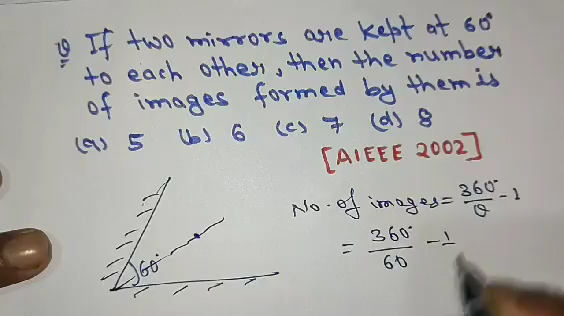 Q If two mirrors are kept at 60°
to each other, then the number
of images formed by them is
(a) 5 (b) 6 (c) 7 (d) 8
[AIEEE 2002]
No. of images = 360°/θ - 1
= 360°/60 - 1
60°